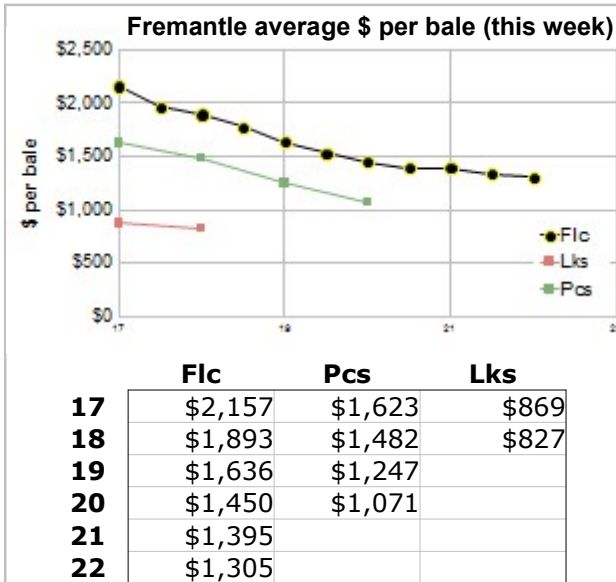 Fremantle average $ per bale (this week)
$2,500
$2,000
$1,500
$1,000
$500
$0
$ per bale
Flc
Lks
Pcs
17 19 21
Flc Pcs Lks
17 $2,157 $1,623 $869
18 $1,893 $1,482 $827
19 $1,636 $1,247
20 $1,450 $1,071
21 $1,395
22 $1,305